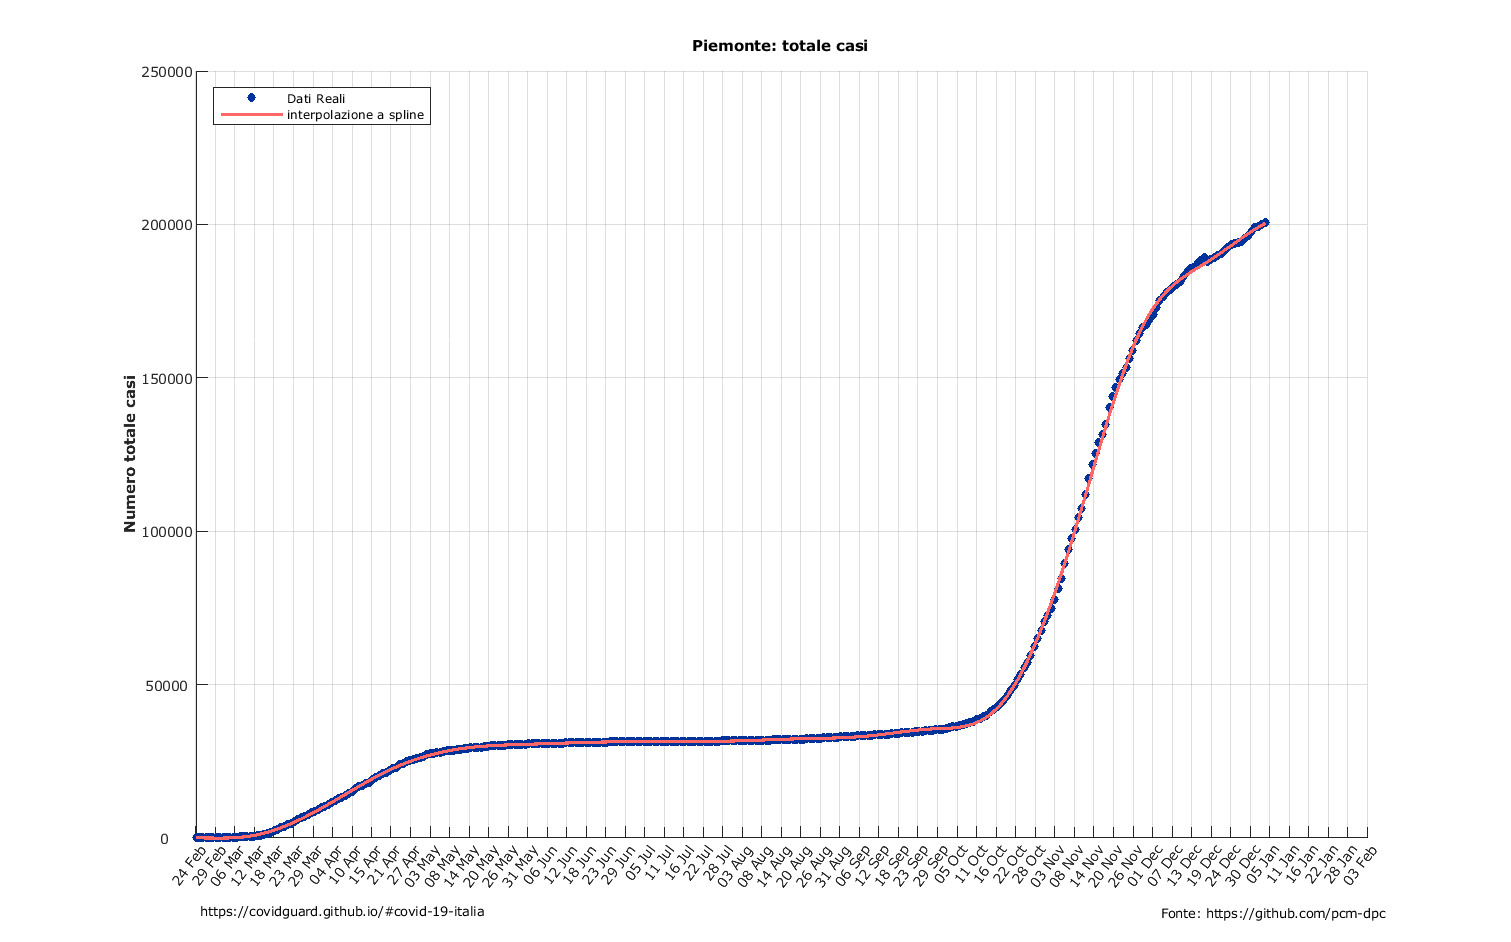 Piemonte: totale casi
250000
200000
150000
100000
50000
0
Numero totale casi
Dati Reali
interpolazione a spline
24 Feb
29 Feb
06 Mar
12 Mar
18 Mar
23 Mar
29 Mar
04 Apr
10 Apr
15 Apr
21 Apr
27 Apr
03 May
08 May
14 May
20 May
26 May
31 May
06 Jun
12 Jun
18 Jun
23 Jun
29 Jun
05 Jul
11 Jul
16 Jul
22 Jul
28 Jul
03 Aug
08 Aug
14 Aug
20 Aug
26 Aug
31 Aug
06 Sep
12 Sep
18 Sep
23 Sep
29 Sep
05 Oct
11 Oct
16 Oct
22 Oct
28 Oct
03 Nov
08 Nov
14 Nov
20 Nov
26 Nov
01 Dec
07 Dec
13 Dec
19 Dec
24 Dec
30 Dec
05 Jan
11 Jan
16 Jan
22 Jan
28 Jan
03 Feb
https://covidguard.github.io/#covid-19-italia
Fonte: https://github.com/pcm-dpc